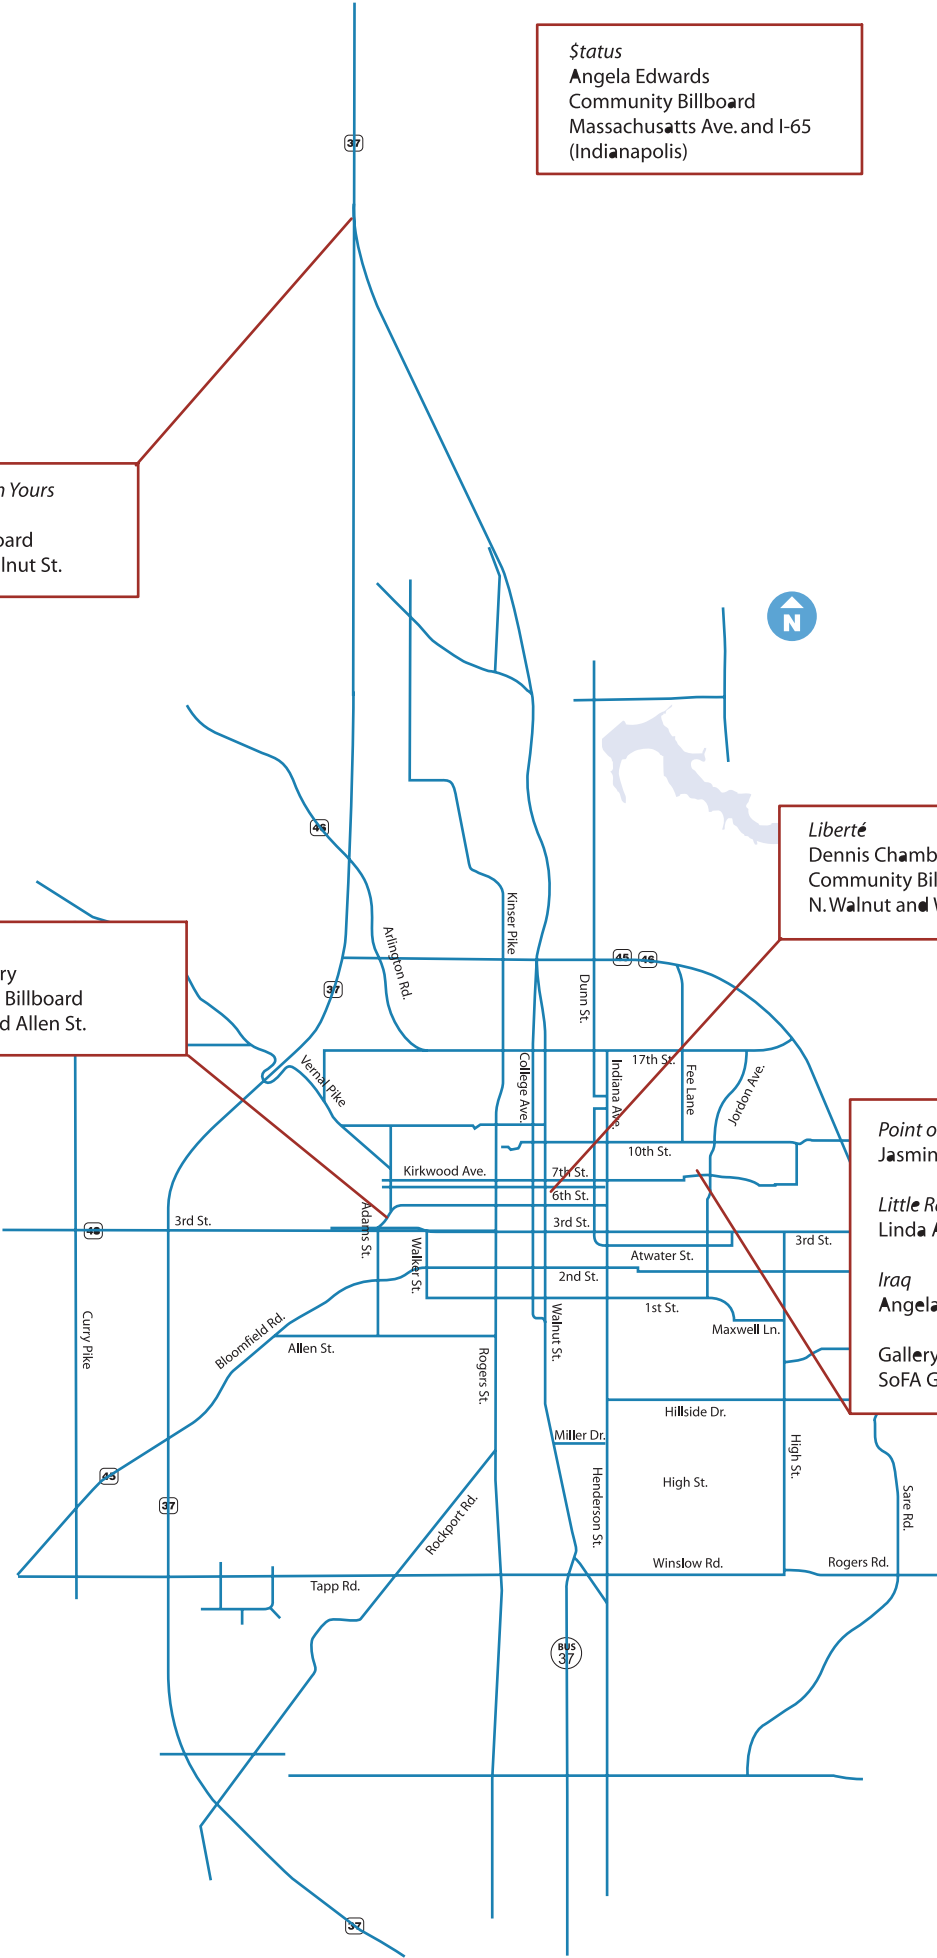 $tatus
Angela Edwards
Community Billboard
Massachusatts Ave. and I-65
(Indianapolis)
37
n Yours
oard
lnut St.
N
46
Liberté
Dennis Chamb
Community Bil
N. Walnut and W
Kinser Pike
Arlington Rd.
45
46
ry
Billboard
d Allen St.
37
Dunn St.
17th St.
Vernal Pike
College Ave.
Indiana Ave.
Fee Lane
Jordon Ave.
Point o
Jasmin
Little R
Linda A
Iraq
Angela
Gallery
SoFA G
10th St.
Kirkwood Ave.
7th St.
6th St.
3rd St.
48
3rd St.
Adams St.
Walker St.
Atwater St.
3rd St.
2nd St.
1st St.
Maxwell Ln.
Curry Pike
Bloomfield Rd.
Allen St.
Rogers St.
Walnut St.
Hillside Dr.
Miller Dr.
High St.
High St.
Henderson St.
45
37
Sare Rd.
Rockport Rd.
Winslow Rd.
Rogers Rd.
Tapp Rd.
BUS
37
37